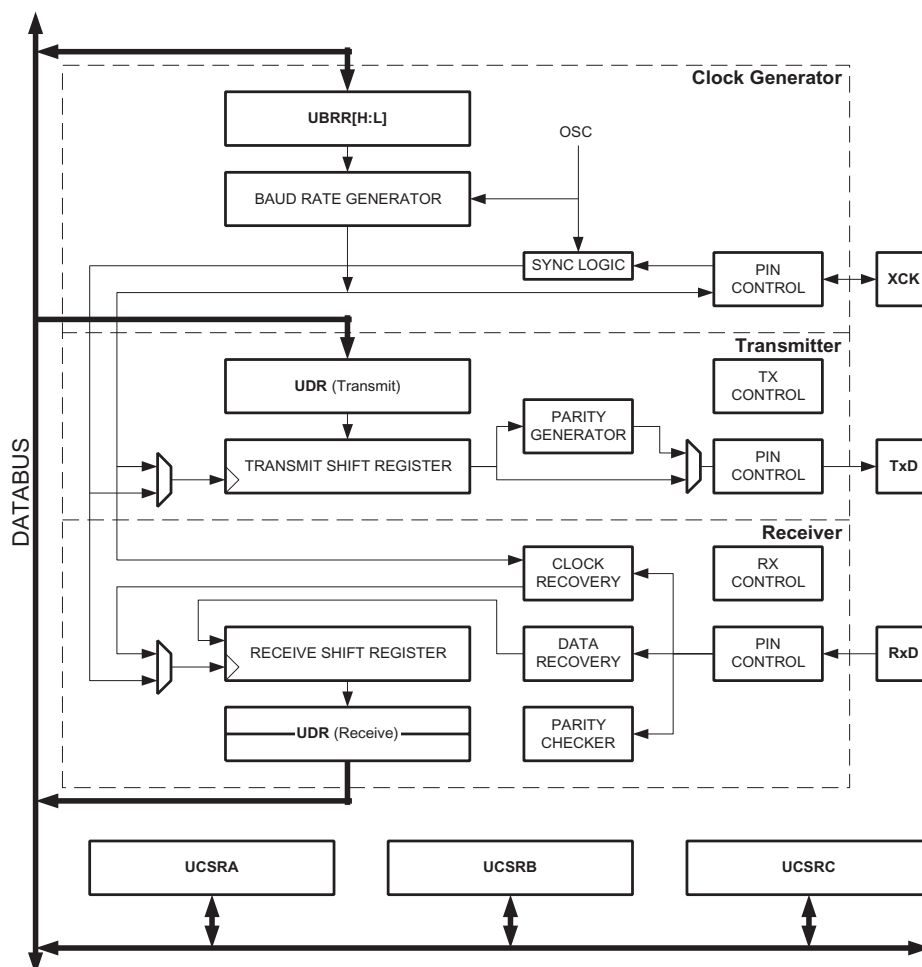 Clock Generator
UBRR[H:L]
OSC
BAUD RATE GENERATOR
SYNC LOGIC
PIN
CONTROL
XCK
Transmitter
UDR (Transmit)
TX
CONTROL
PARITY
GENERATOR
TRANSMIT SHIFT REGISTER
PIN
CONTROL
TxD
DATABUS
Receiver
CLOCK
RECOVERY
RX
CONTROL
RECEIVE SHIFT REGISTER
DATA
RECOVERY
PIN
CONTROL
RxD
UDR (Receive)
PARITY
CHECKER
UCSRA
UCSRB
UCSRC